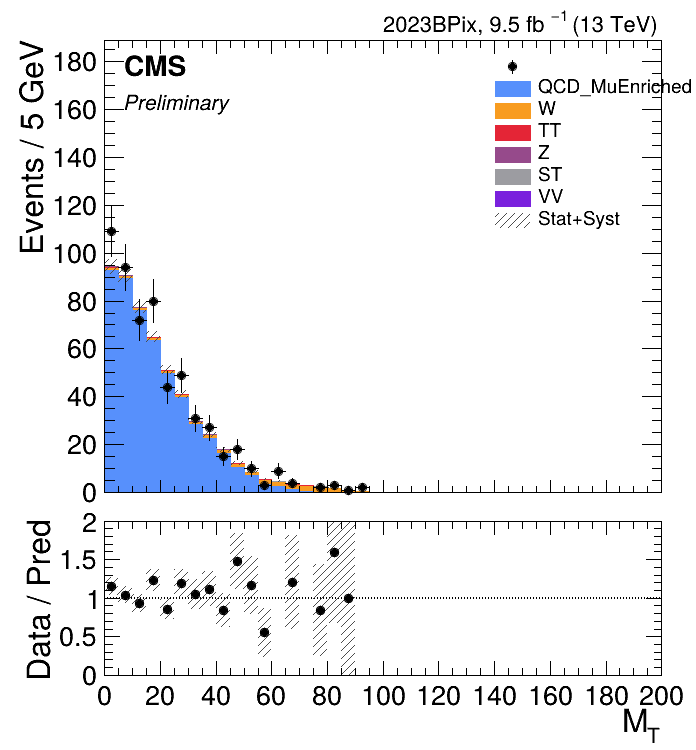 2023BPix, 9.5 fb⁻¹ (13 TeV)
Events / 5 GeV
180
160
140
120
100
80
60
40
20
0
CMS
Preliminary
QCD_MuEnriched
W
TT
Z
ST
VV
Stat+Syst
Data / Pred
2
1.5
1
0.5
0
0 20 40 60 80 100 120 140 160 180 200
M_T